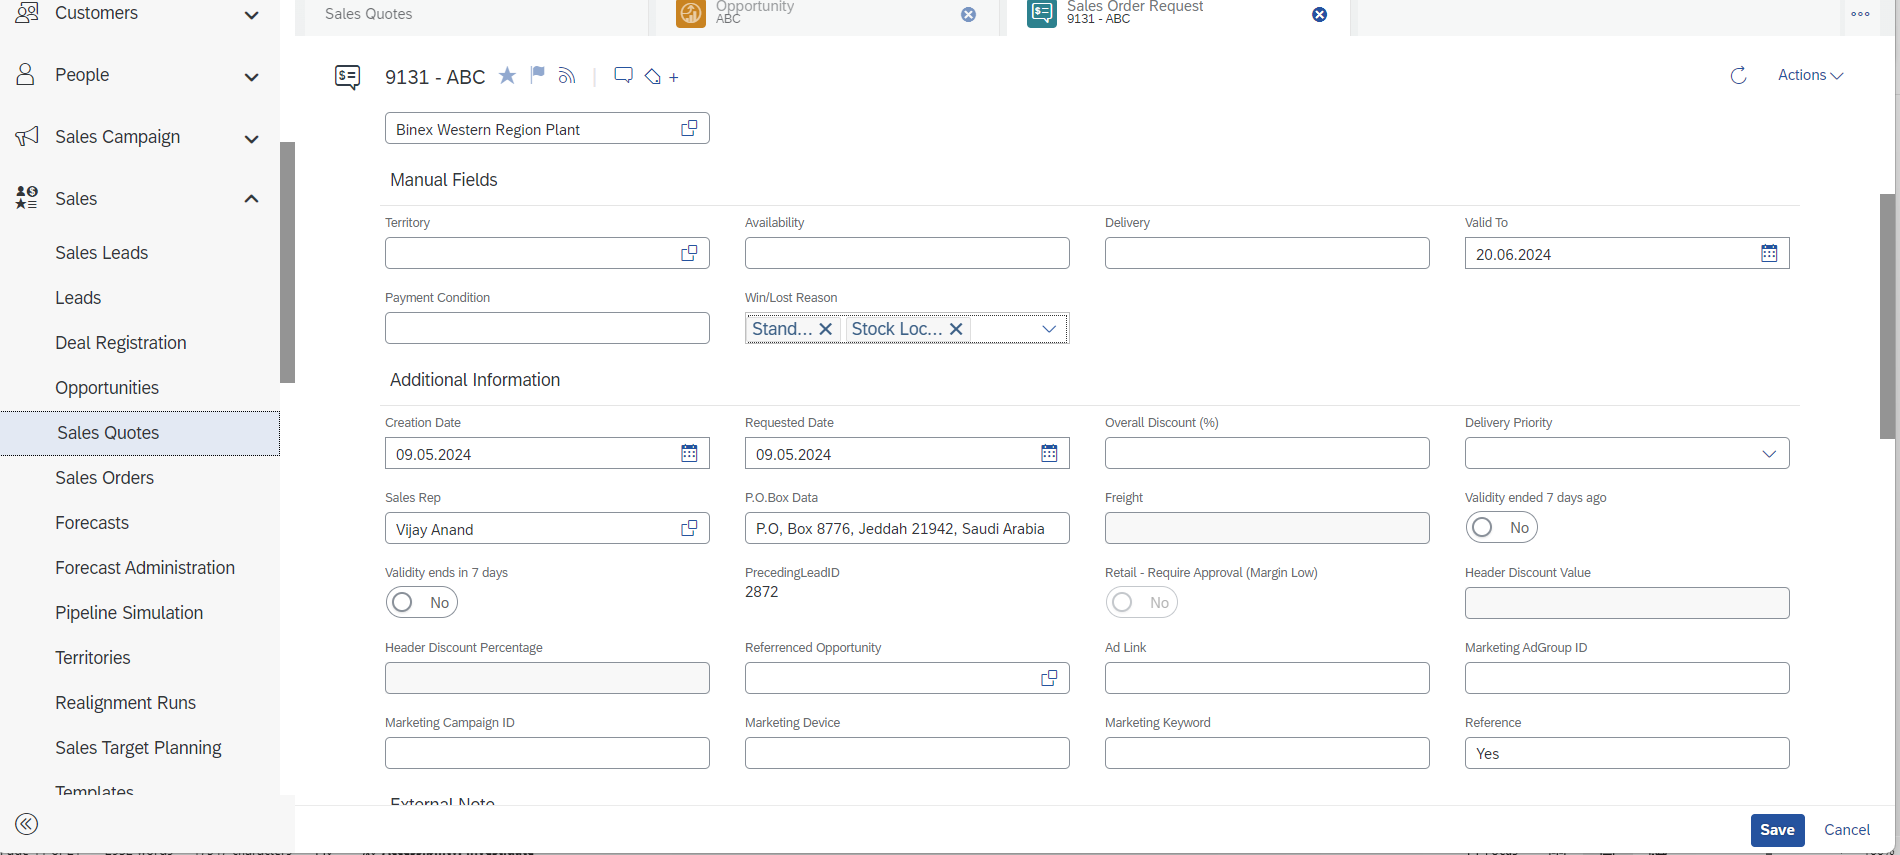 Customers
People
Sales Campaign
Sales
Sales Leads
Leads
Deal Registration
Opportunities
Sales Quotes
Sales Orders
Forecasts
Forecast Administration
Pipeline Simulation
Territories
Realignment Runs
Sales Target Planning
Templates
Sales Quotes
Opportunity
ABC
Sales Order Request
9131 - ABC
9131 - ABC
Actions
Binex Western Region Plant
Manual Fields
Territory Availability Delivery Valid To
20.06.2024
Payment Condition Win/Lost Reason
Stand... Stock Loc...
Additional Information
Creation Date Requested Date Overall Discount (%) Delivery Priority
09.05.2024 09.05.2024
Sales Rep P.O.Box Data Freight Validity ended 7 days ago
Vijay Anand P.O, Box 8776, Jeddah 21942, Saudi Arabia No
Validity ends in 7 days PrecedingLeadID Retail - Require Approval (Margin Low) Header Discount Value
No 2872 No
Header Discount Percentage Referrenced Opportunity Ad Link Marketing AdGroup ID
Marketing Campaign ID Marketing Device Marketing Keyword Reference
Yes
External Note
Save Cancel